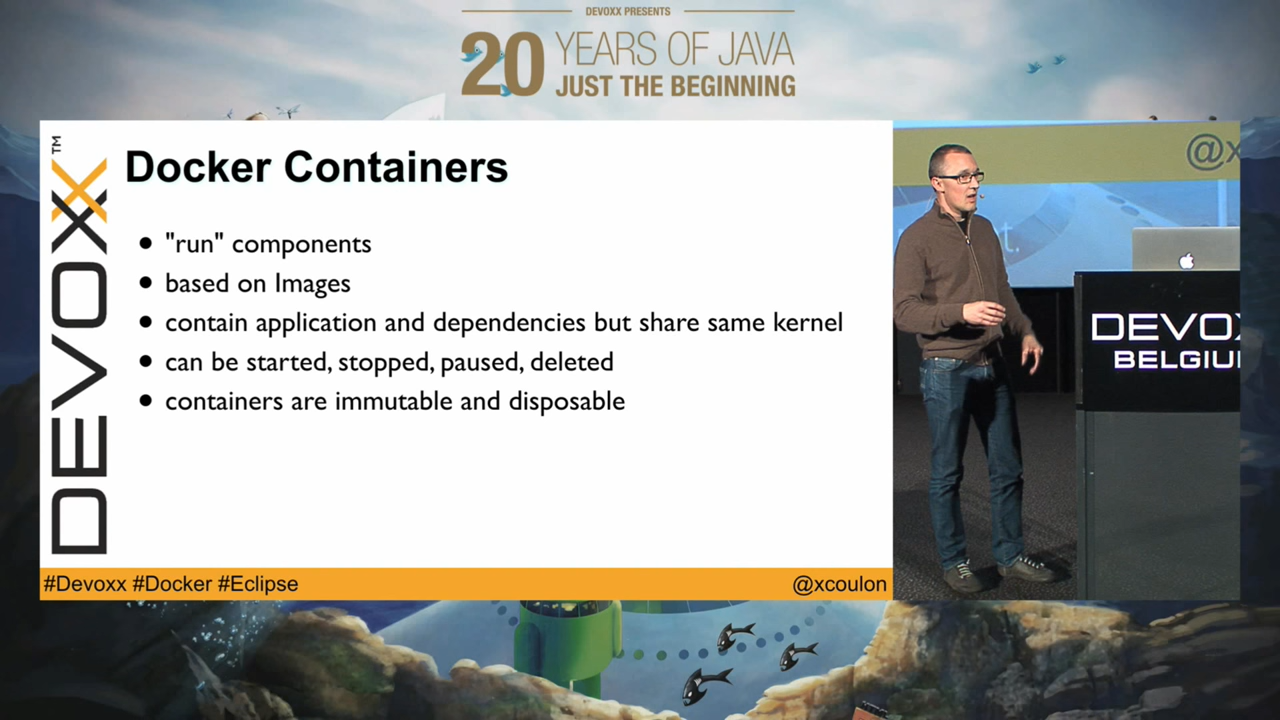 DEVOXX PRESENTS
20 YEARS OF JAVA
JUST THE BEGINNING
DEVOXX™
Docker Containers
• "run" components
• based on Images
• contain application and dependencies but share same kernel
• can be started, stopped, paused, deleted
• containers are immutable and disposable
#Devoxx #Docker #Eclipse
@xcoulon
@x
t.
DEVOX
BELGIU